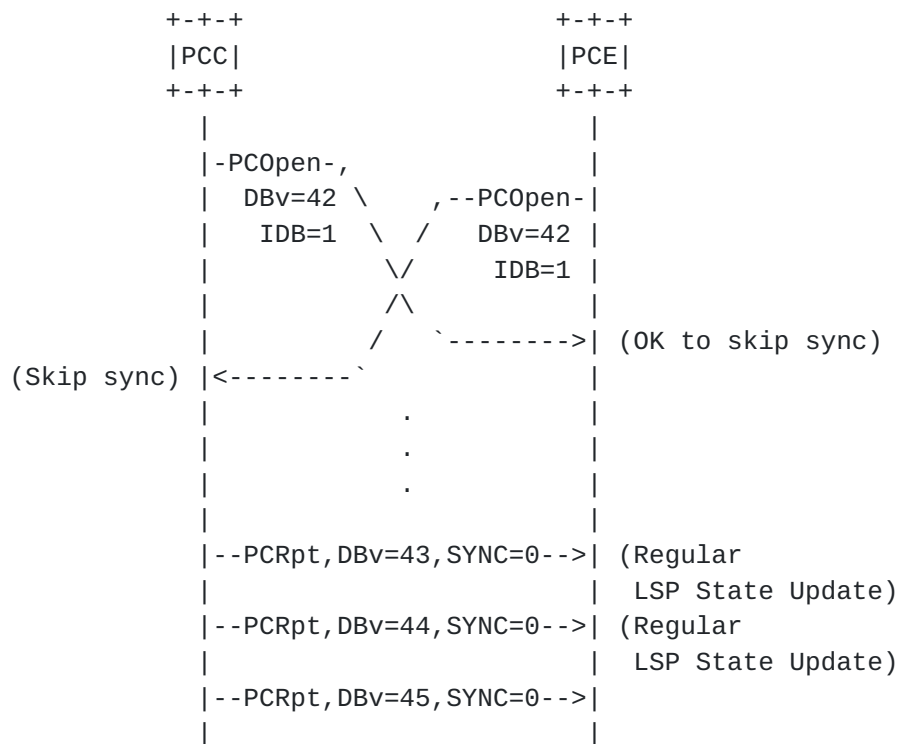 +-+-+                    +-+-+
|PCC|                    |PCE|
+-+-+                    +-+-+
|                        |
|-PCOpen-,               |
|  DBv=42 \    ,--PCOpen-|
|   IDB=1  \  /   DBv=42 |
|           \/     IDB=1 |
|           /\           |
|          /   `-------->| (OK to skip sync)
(Skip sync) |<--------`              |
|            .           |
|            .           |
|            .           |
|                        |
|--PCRpt,DBv=43,SYNC=0-->| (Regular
|                        |  LSP State Update)
|--PCRpt,DBv=44,SYNC=0-->| (Regular
|                        |  LSP State Update)
|--PCRpt,DBv=45,SYNC=0-->|
|                        |